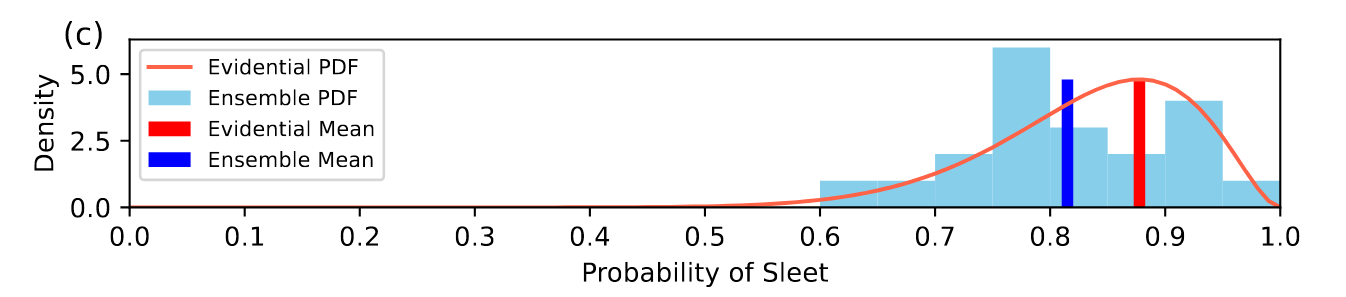 (c)
Evidential PDF
Ensemble PDF
Evidential Mean
Ensemble Mean
Density
5.0
2.5
0.0
0.0 0.1 0.2 0.3 0.4 0.5 0.6 0.7 0.8 0.9 1.0
Probability of Sleet